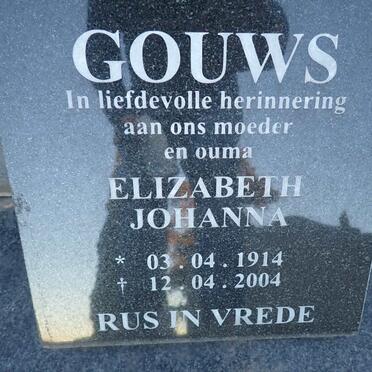 GOUWS
In liefdevolle herinnering
aan ons moeder
en ouma
ELIZABETH
JOHANNA
* 03 . 04 . 1914
† 12 . 04 . 2004
RUS IN VREDE